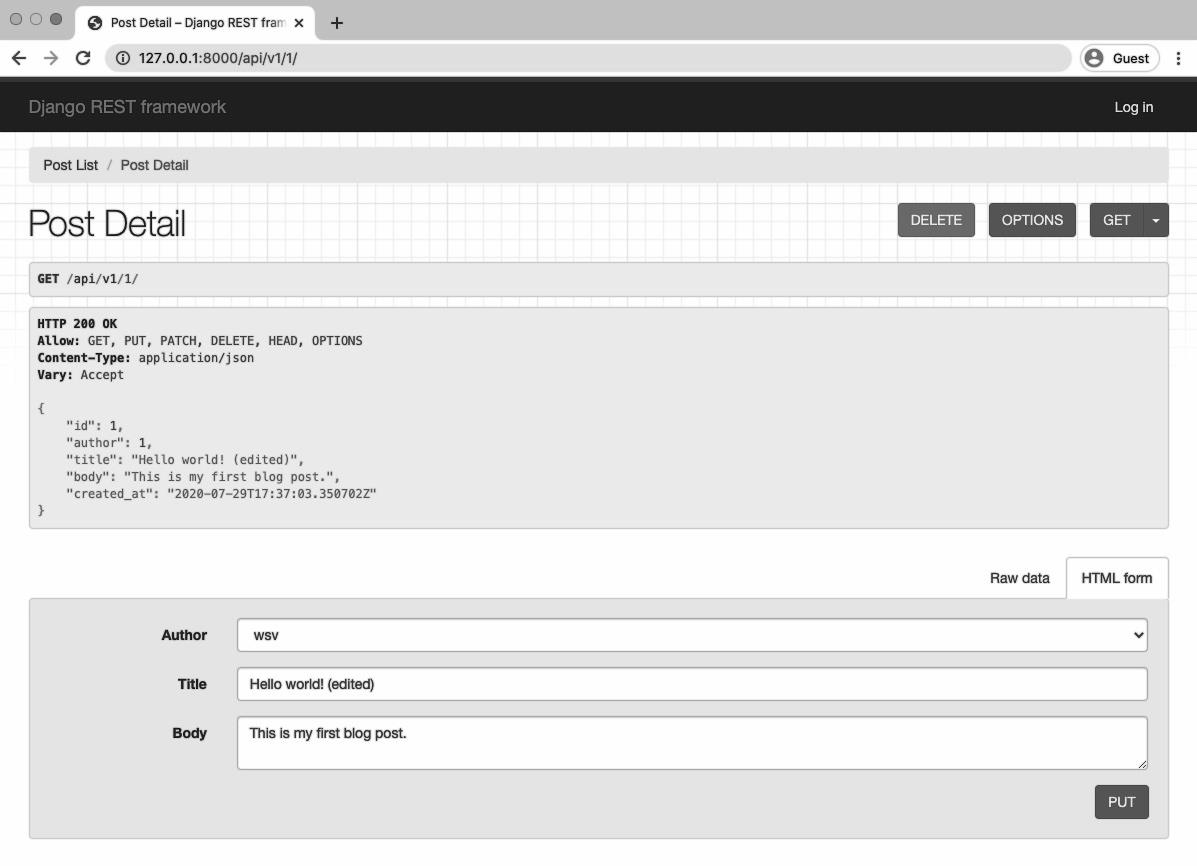 Post Detail – Django REST fram
127.0.0.1:8000/api/v1/1/
Guest
Django REST framework
Log in
Post List / Post Detail
Post Detail
DELETE
OPTIONS
GET
GET /api/v1/1/
HTTP 200 OK
Allow: GET, PUT, PATCH, DELETE, HEAD, OPTIONS
Content-Type: application/json
Vary: Accept
{
    "id": 1,
    "author": 1,
    "title": "Hello world! (edited)",
    "body": "This is my first blog post.",
    "created_at": "2020-07-29T17:37:03.350702Z"
}
Raw data
HTML form
Author wsv
Title Hello world! (edited)
Body This is my first blog post.
PUT